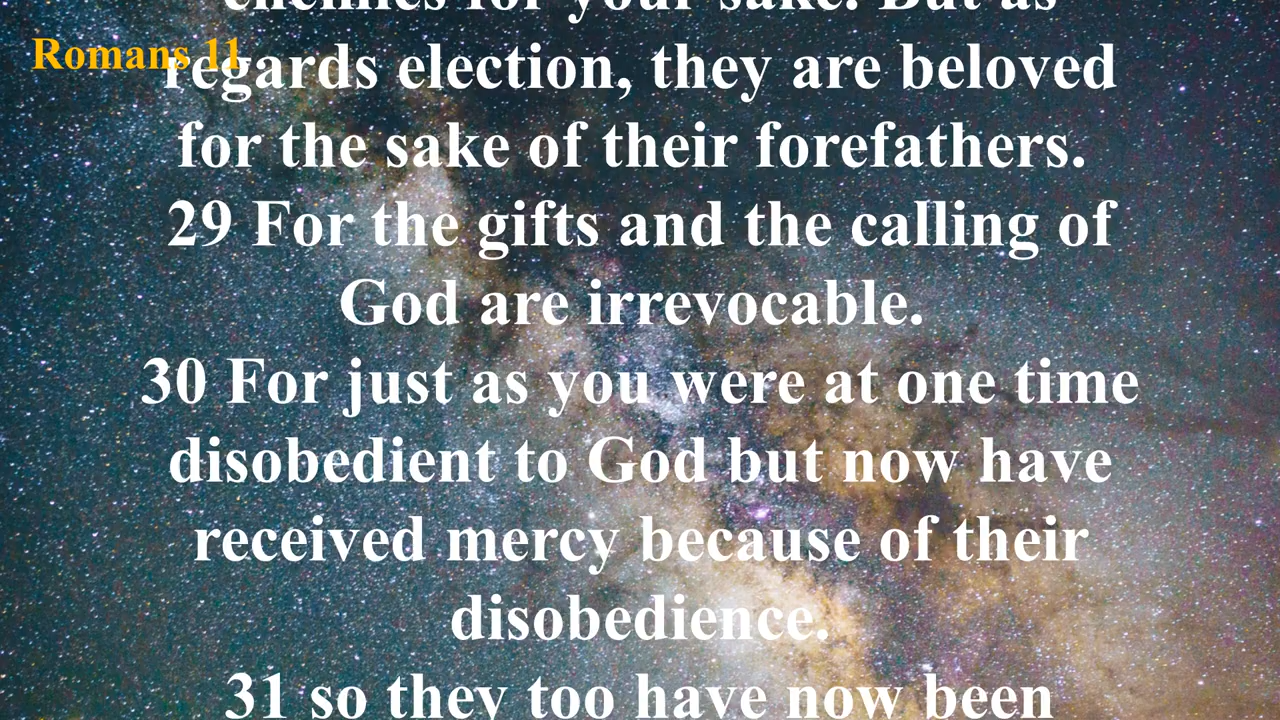 enemies for your sake. But as
Romans 11
regards election, they are beloved
for the sake of their forefathers.
29 For the gifts and the calling of
God are irrevocable.
30 For just as you were at one time
disobedient to God but now have
received mercy because of their
disobedience.
31 so they too have now been